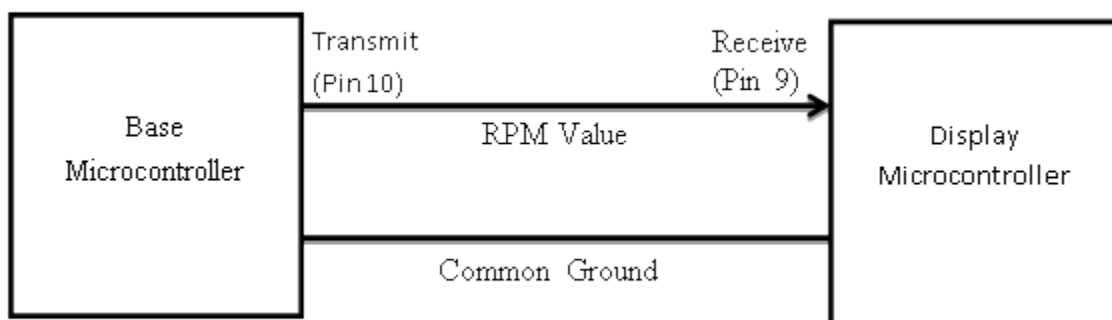 Transmit
(Pin 10)
Receive
(Pin 9)
Base
Microcontroller
RPM Value
Display
Microcontroller
Common Ground